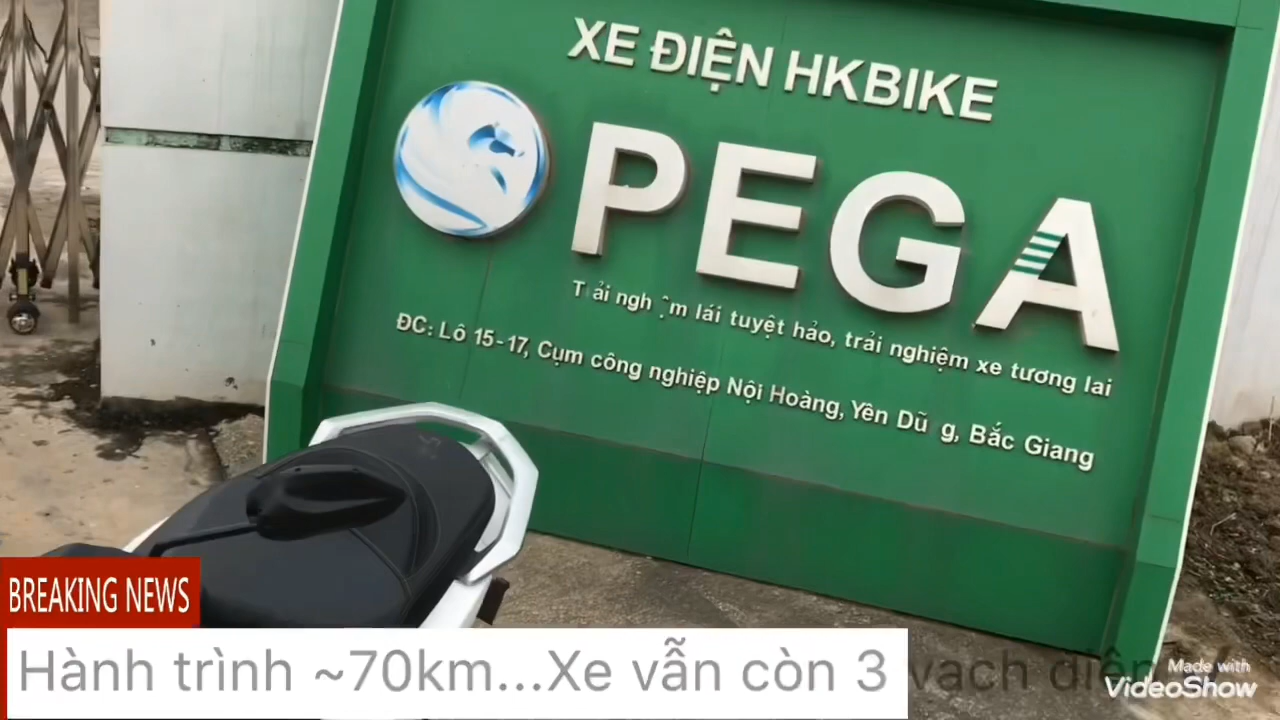 XE ĐIỆN HKBIKE
PEGA
T ải ngh ̣m lái tuyệt hảo, trải nghiệm xe tương lai
ĐC: Lô 15-17, Cụm công nghiệp Nội Hoàng, Yên Dũ g, Bắc Giang
BREAKING NEWS
Hành trình ~70km...Xe vẫn còn 3 vạch điện
Made with
VideoShow